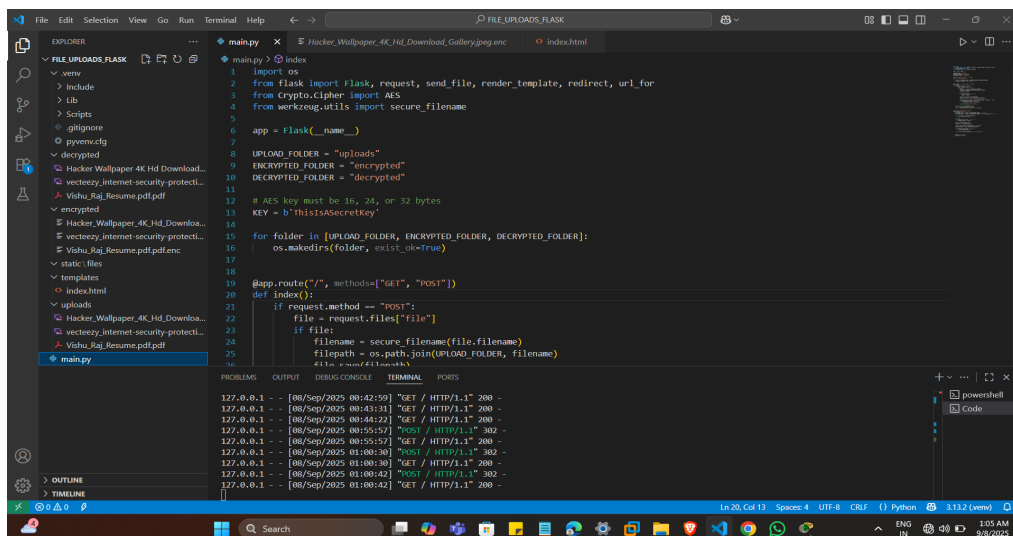 File Edit Selection View Go Run Terminal Help
FILE_UPLOADS_FLASK
EXPLORER
FILE_UPLOADS_FLASK
.venv
Include
Lib
Scripts
.gitignore
pyvenv.cfg
decrypted
Hacker Wallpaper 4K Hd Download...
vecteezy_internet-security-protecti...
Vishu_Raj_Resume.pdf.pdf
encrypted
Hacker_Wallpaper_4K_Hd_Downloa...
vecteezy_internet-security-protecti...
Vishu_Raj_Resume.pdf.pdf.enc
static\files
templates
index.html
uploads
Hacker_Wallpaper_4K_Hd_Downloa...
vecteezy_internet-security-protecti...
Vishu_Raj_Resume.pdf.pdf
main.py
OUTLINE
TIMELINE
main.py Hacker_Wallpaper_4K_Hd_Download_Gallery.jpeg.enc index.html
main.py > index
1 import os
2 from flask import Flask, request, send_file, render_template, redirect, url_for
3 from Crypto.Cipher import AES
4 from werkzeug.utils import secure_filename
5
6 app = Flask(__name__)
7
8 UPLOAD_FOLDER = "uploads"
9 ENCRYPTED_FOLDER = "encrypted"
10 DECRYPTED_FOLDER = "decrypted"
11
12 # AES key must be 16, 24, or 32 bytes
13 KEY = b'ThisIsASecretKey'
14
15 for folder in [UPLOAD_FOLDER, ENCRYPTED_FOLDER, DECRYPTED_FOLDER]:
16 os.makedirs(folder, exist_ok=True)
17
18
19 @app.route("/", methods=["GET", "POST"])
20 def index():
21 if request.method == "POST":
22 file = request.files["file"]
23 if file:
24 filename = secure_filename(file.filename)
25 filepath = os.path.join(UPLOAD_FOLDER, filename)
26 file.save(filepath)
PROBLEMS OUTPUT DEBUG CONSOLE TERMINAL PORTS
127.0.0.1 - - [08/Sep/2025 00:42:59] "GET / HTTP/1.1" 200 -
127.0.0.1 - - [08/Sep/2025 00:43:31] "GET / HTTP/1.1" 200 -
127.0.0.1 - - [08/Sep/2025 00:44:22] "GET / HTTP/1.1" 200 -
127.0.0.1 - - [08/Sep/2025 00:55:57] "POST / HTTP/1.1" 302 -
127.0.0.1 - - [08/Sep/2025 00:55:57] "GET / HTTP/1.1" 200 -
127.0.0.1 - - [08/Sep/2025 01:00:30] "POST / HTTP/1.1" 302 -
127.0.0.1 - - [08/Sep/2025 01:00:30] "GET / HTTP/1.1" 200 -
127.0.0.1 - - [08/Sep/2025 01:00:42] "POST / HTTP/1.1" 302 -
127.0.0.1 - - [08/Sep/2025 01:00:42] "GET / HTTP/1.1" 200 -
powershell
Code
0 0 Ln 20, Col 13 Spaces: 4 UTF-8 CRLF {} Python 3.13.2 (.venv)
4 Search ENG 1:05 AM
IN 9/8/2025